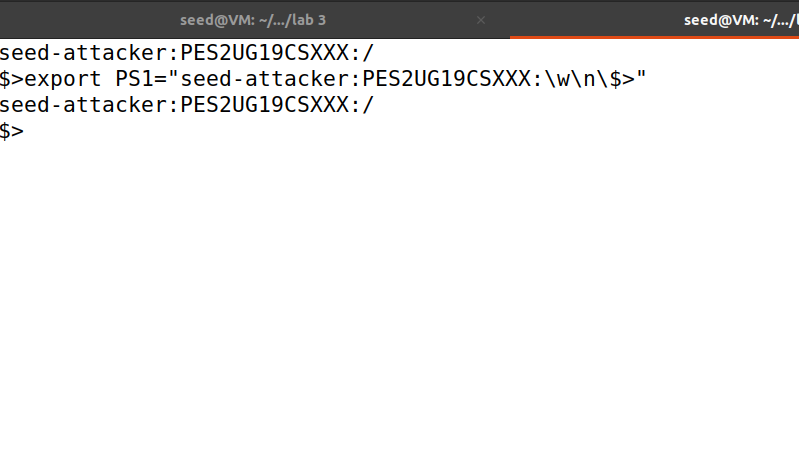 seed@VM: ~/.../lab 3
seed@VM: ~/.../l
seed-attacker:PES2UG19CSXXX:/
$>export PS1="seed-attacker:PES2UG19CSXXX:\w\n\$>"
seed-attacker:PES2UG19CSXXX:/
$>